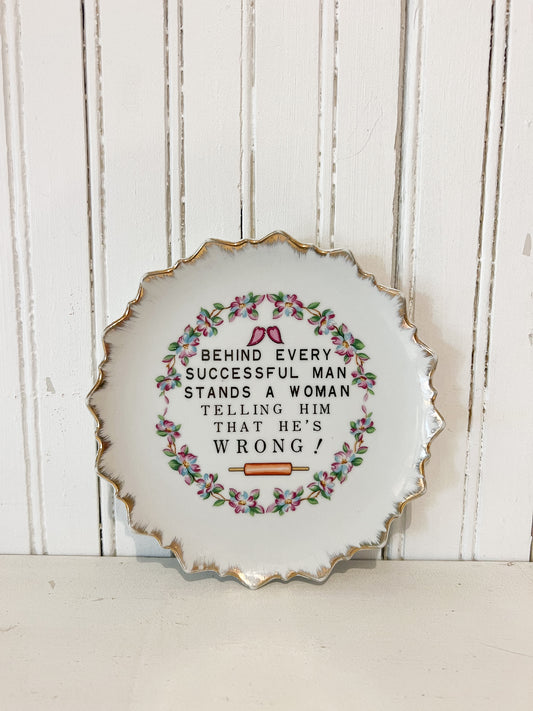 BEHIND EVERY
SUCCESSFUL MAN
STANDS A WOMAN
TELLING HIM
THAT HE'S
WRONG!